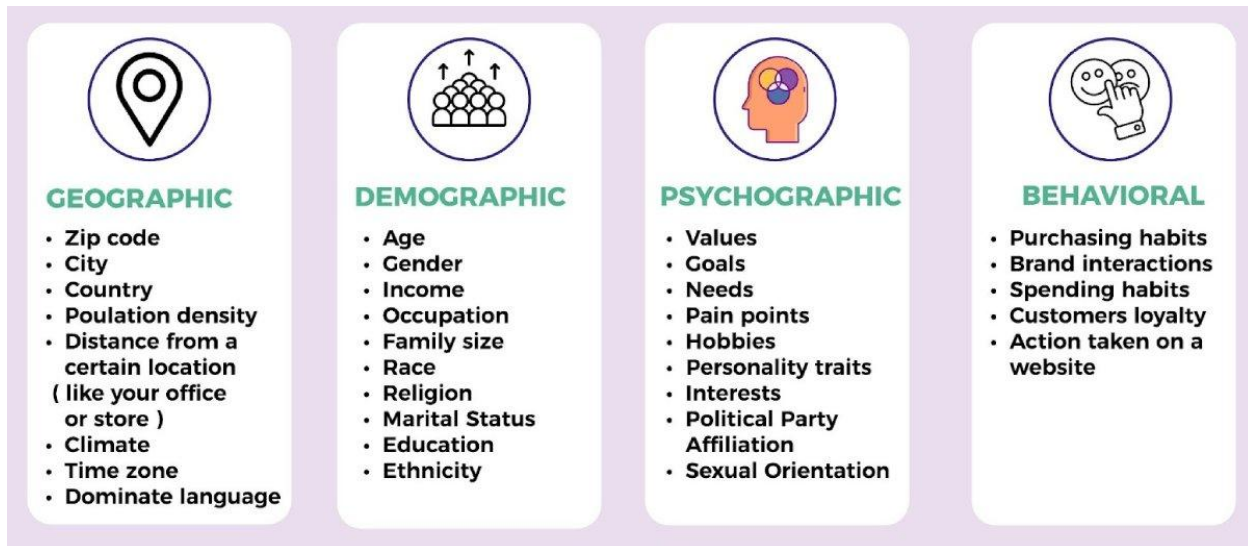 GEOGRAPHIC
• Zip code
• City
• Country
• Poulation density
• Distance from a
certain location
( like your office
or store )
• Climate
• Time zone
• Dominate language
DEMOGRAPHIC
• Age
• Gender
• Income
• Occupation
• Family size
• Race
• Religion
• Marital Status
• Education
• Ethnicity
PSYCHOGRAPHIC
• Values
• Goals
• Needs
• Pain points
• Hobbies
• Personality traits
• Interests
• Political Party
Affiliation
• Sexual Orientation
BEHAVIORAL
• Purchasing habits
• Brand interactions
• Spending habits
• Customers loyalty
• Action taken on a
website